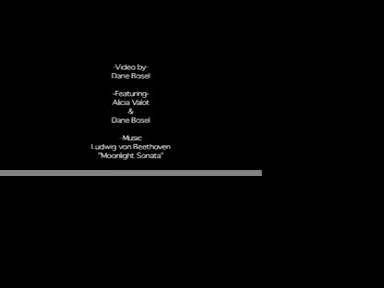 -Video by-
Dane Bosel
-Featuring-
Alicia Valot
&
Dane Bosel
-Music
Ludwig von Beethoven
"Moonlight Sonata"